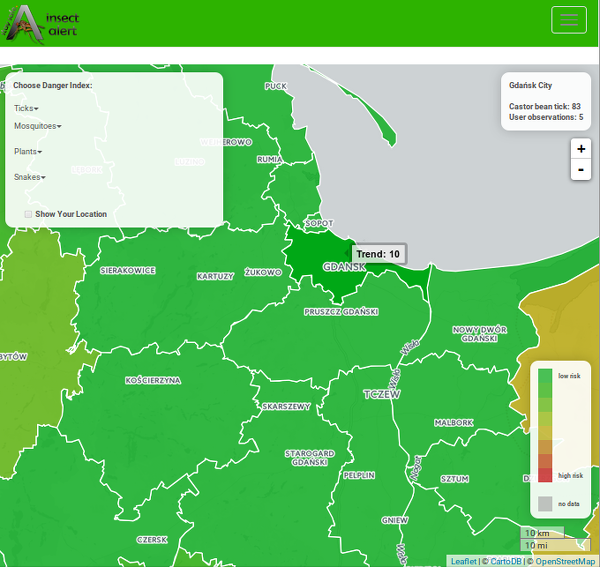 A insect
alert
Choose Danger Index:
Ticks
Mosquitoes
Plants
Snakes
Show Your Location
Gdańsk City
Castor bean tick: 83
User observations: 5
+
-
PUCK
RUMIA
SOPOT
Trend: 10
GDAŃSK
SIERAKOWICE
KARTUZY
ŻUKOWO
PRUSZCZ GDAŃSKI
NOWY DWÓR
GDAŃSKI
Wisła
BYTÓW
KOŚCIERZYNA
Wisła
TCZEW
SKARSZEWY
MALBORK
STAROGARD
GDAŃSKI
PELPLIN
Nogat
SZTUM
GNIEW
CZERSK
Wisła
low risk
high risk
no data
10 km
10 mi
Leaflet | © CartoDB | © OpenStreetMap